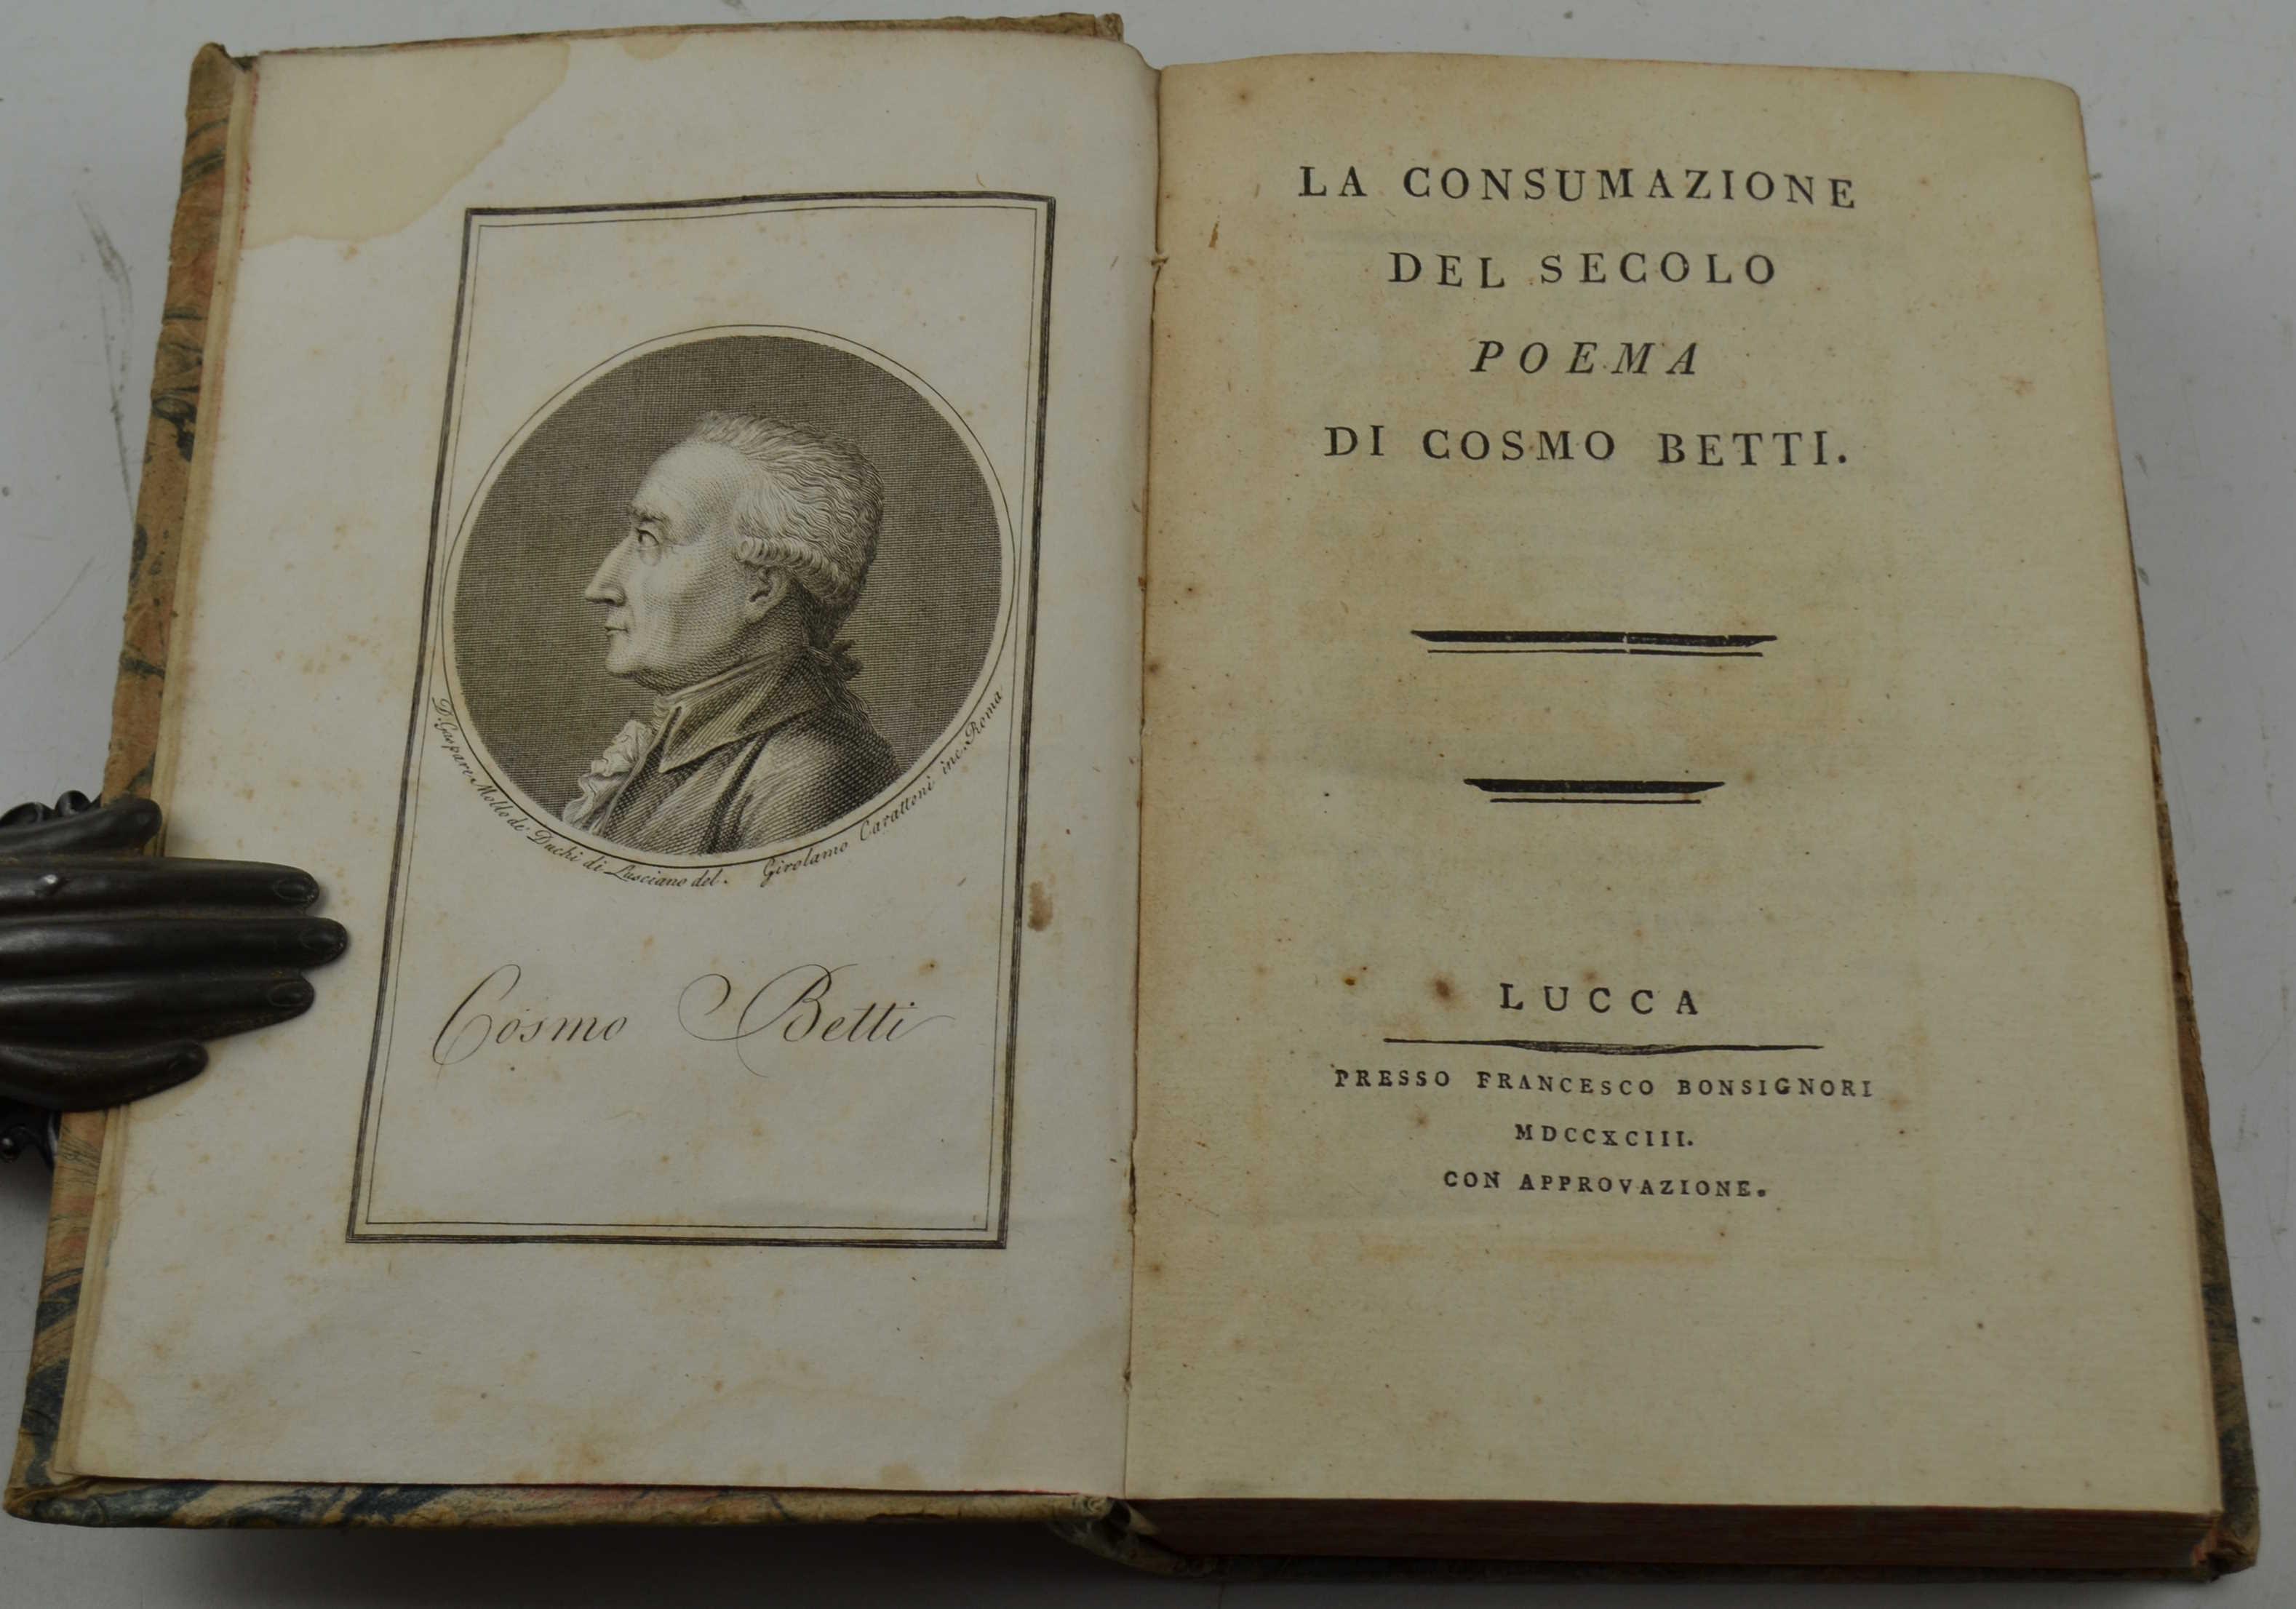 D. Gaspare Mollo de' Duchi di Lusciano del. Girolamo Carattoni inc. Roma
Cosmo Betti
LA CONSUMAZIONE
DEL SECOLO
POEMA
DI COSMO BETTI.
LUCCA
PRESSO FRANCESCO BONSIGNORI
MDCCXCIII.
CON APPROVAZIONE.